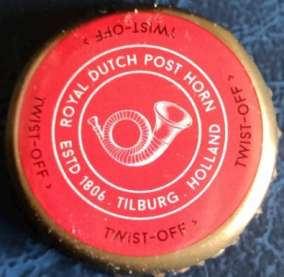 TWIST-OFF >
TWIST-OFF >
TWIST-OFF >
TWIST-OFF >
ROYAL DUTCH POST HORN
ESTD 1806 . TILBURG . HOLLAND